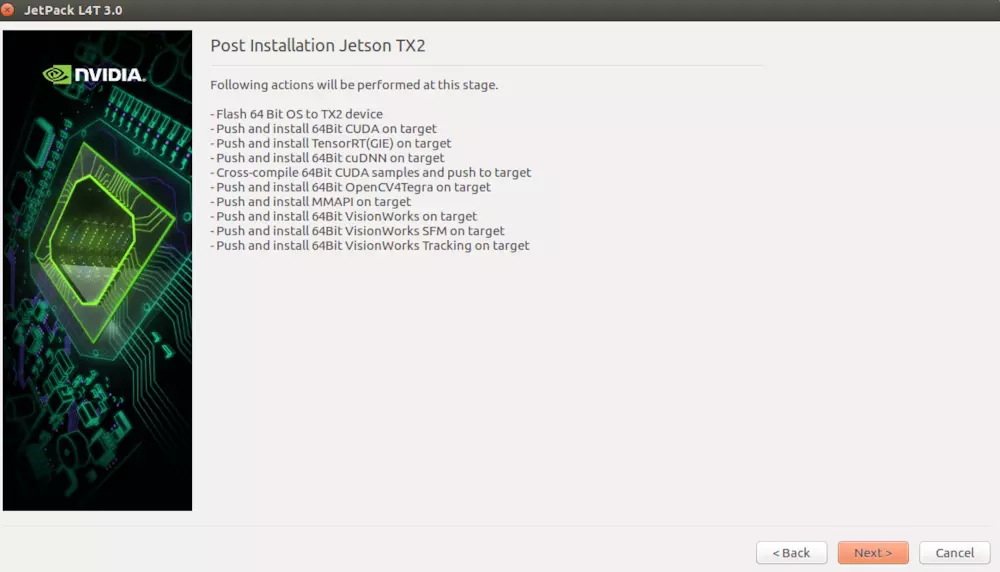 JetPack L4T 3.0
NVIDIA.
Post Installation Jetson TX2
Following actions will be performed at this stage.
- Flash 64 Bit OS to TX2 device
- Push and install 64Bit CUDA on target
- Push and install TensorRT(GIE) on target
- Push and install 64Bit cuDNN on target
- Cross-compile 64Bit CUDA samples and push to target
- Push and install 64Bit OpenCV4Tegra on target
- Push and install MMAPI on target
- Push and install 64Bit VisionWorks on target
- Push and install 64Bit VisionWorks SFM on target
- Push and install 64Bit VisionWorks Tracking on target
< Back Next > Cancel